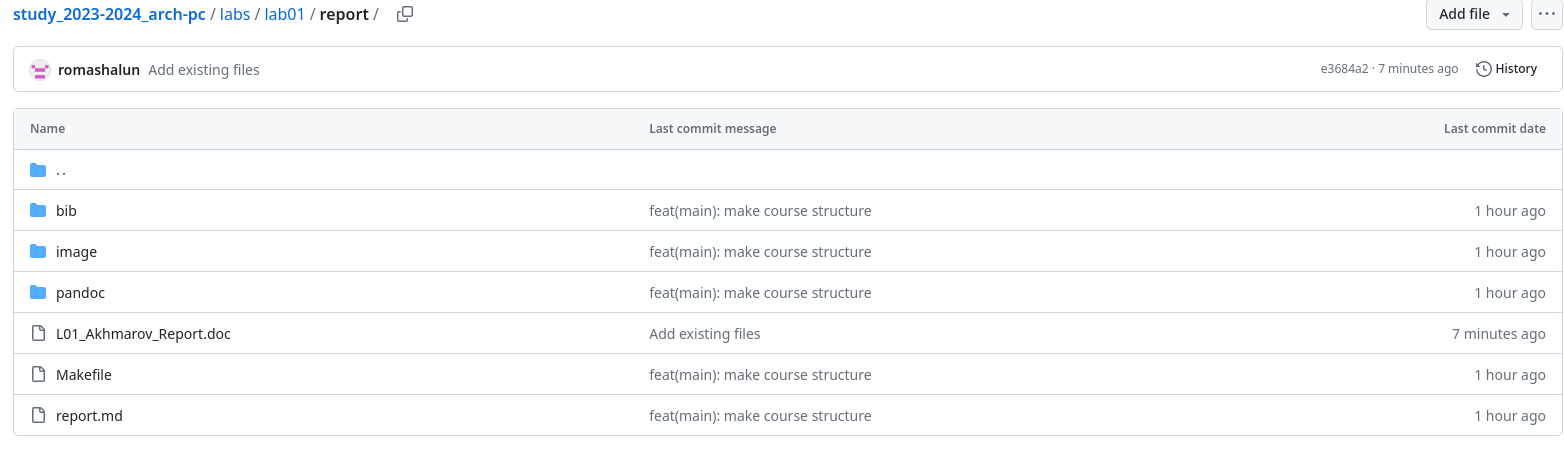 study_2023-2024_arch-pc / labs / lab01 / report / Add file
romashalun Add existing files e3684a2 · 7 minutes ago History
Name Last commit message Last commit date
..
bib feat(main): make course structure 1 hour ago
image feat(main): make course structure 1 hour ago
pandoc feat(main): make course structure 1 hour ago
L01_Akhmarov_Report.doc Add existing files 7 minutes ago
Makefile feat(main): make course structure 1 hour ago
report.md feat(main): make course structure 1 hour ago